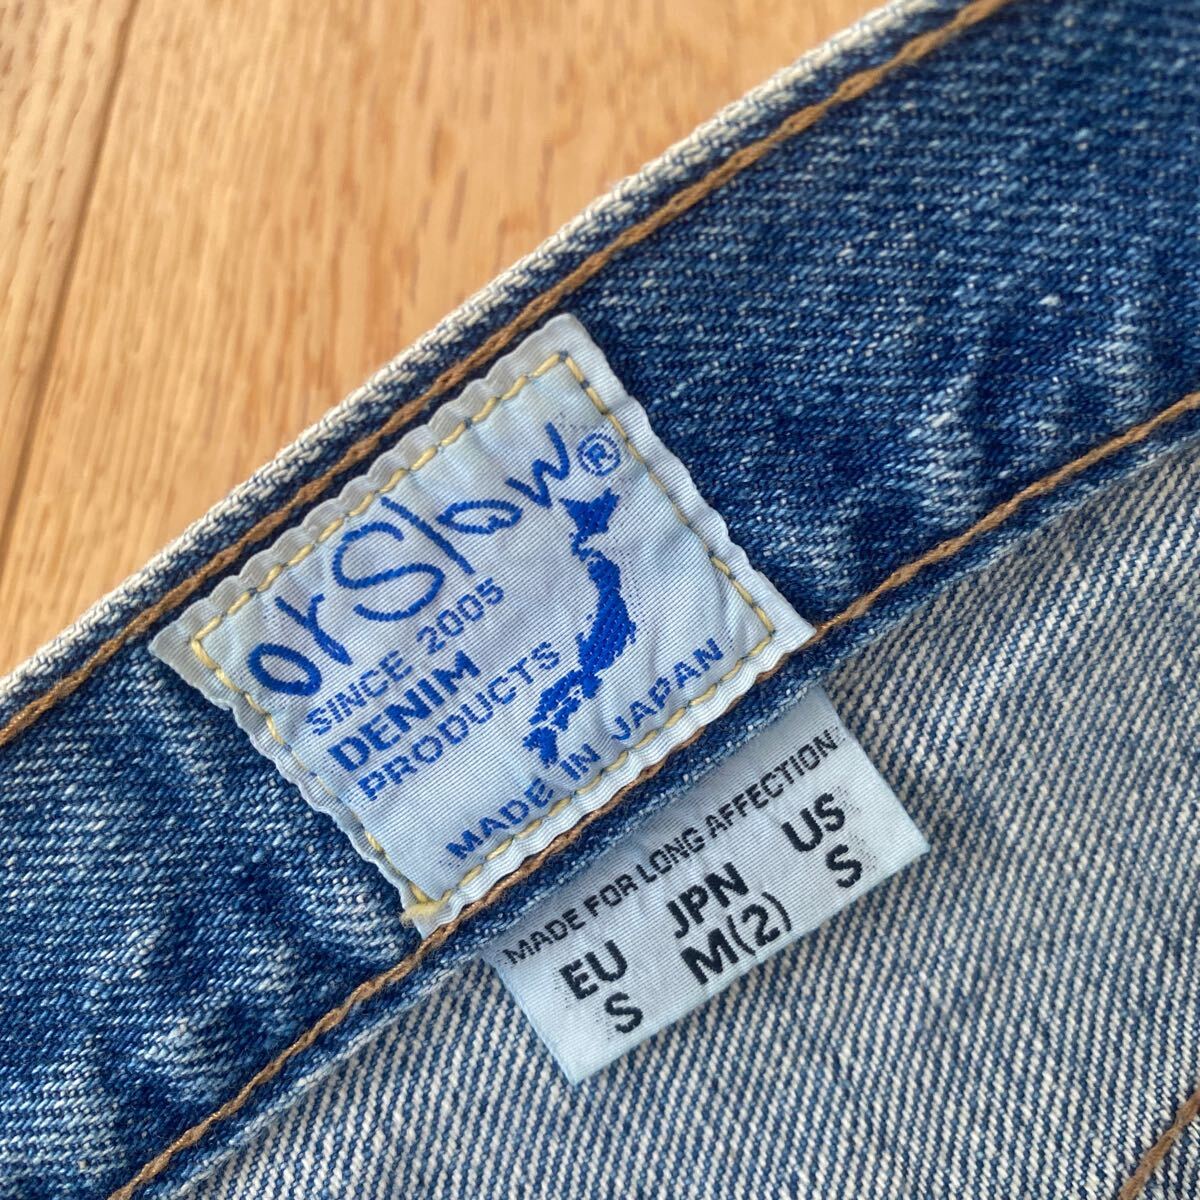 orSlow®
SINCE 2005
DENIM
PRODUCTS
MADE IN JAPAN
MADE FOR LONG AFFECTION
EU JPN US
S M(2) S